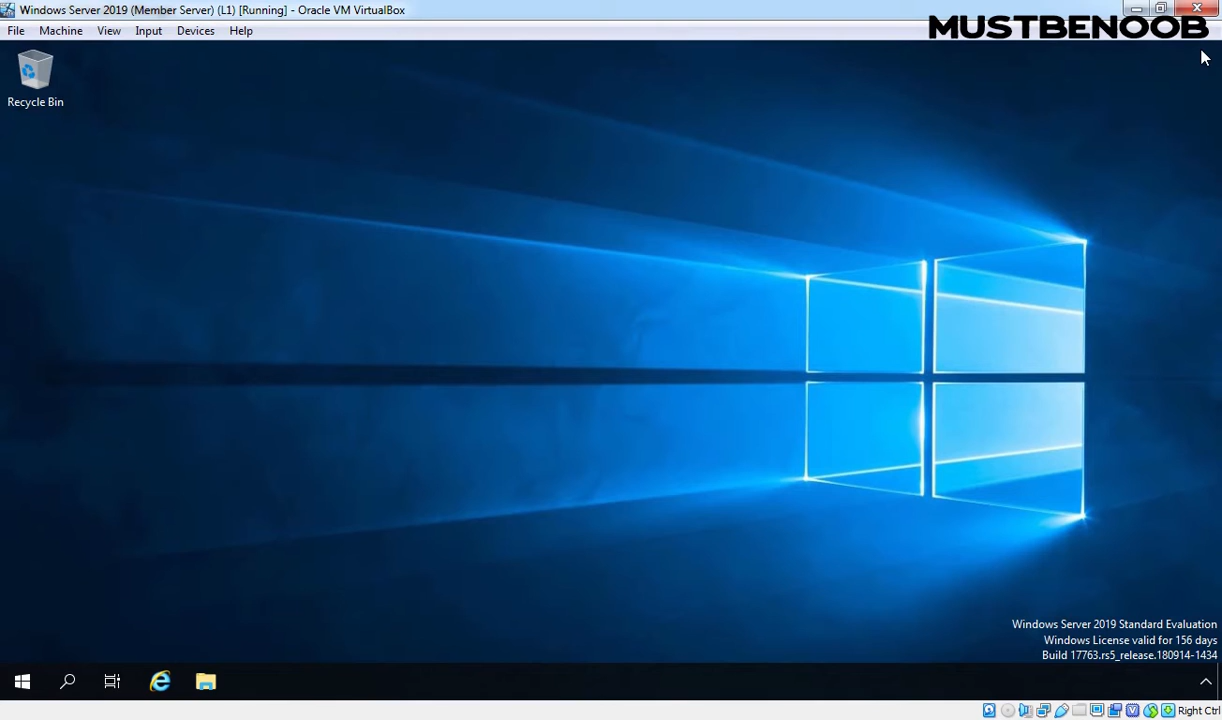 Windows Server 2019 (Member Server) (L1) [Running] - Oracle VM VirtualBox
File Machine View Input Devices Help
MUSTBENOOB
Recycle Bin
Windows Server 2019 Standard Evaluation
Windows License valid for 156 days
Build 17763.rs5_release.180914-1434
Right Ctrl